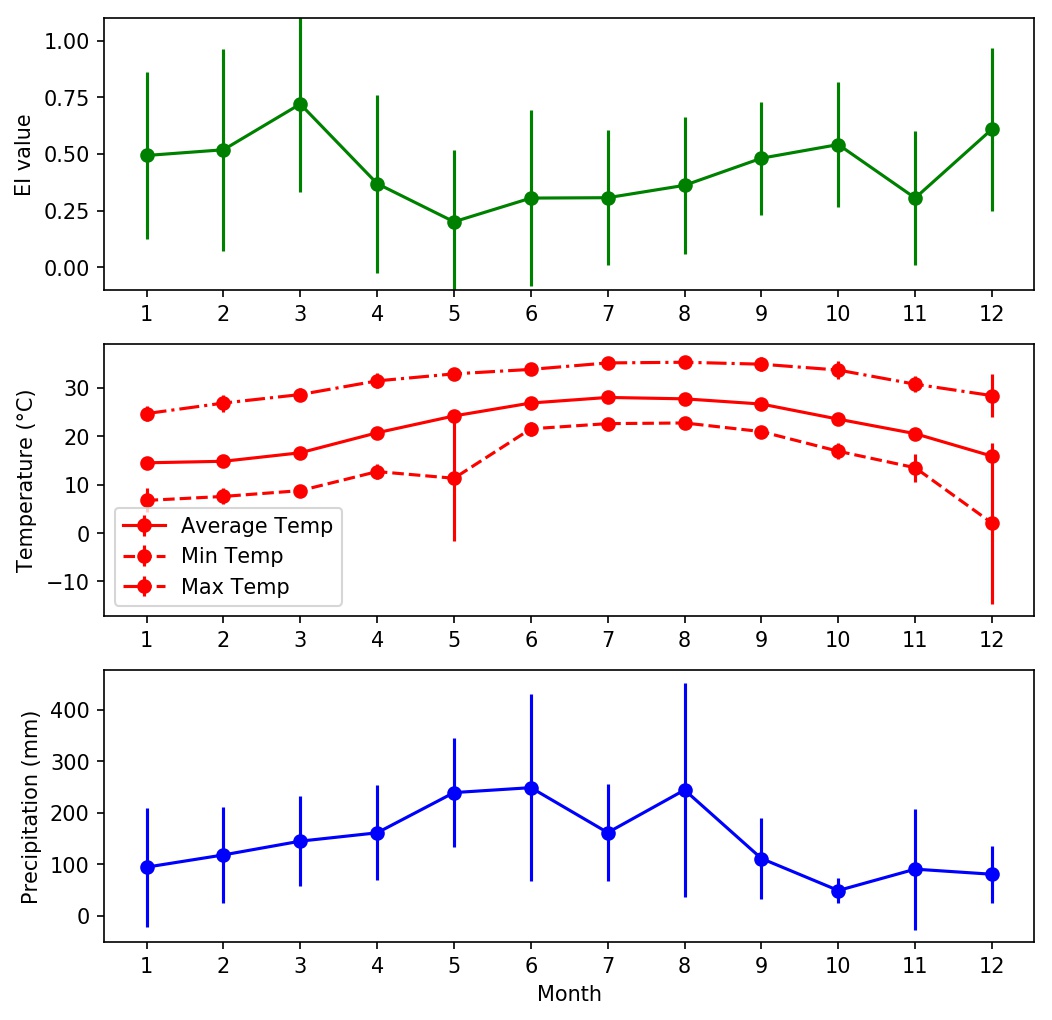 EI value
1.00
0.75
0.50
0.25
0.00
1 2 3 4 5 6 7 8 9 10 11 12
Temperature (°C)
30
20
10
0
−10
Average Temp
Min Temp
Max Temp
1 2 3 4 5 6 7 8 9 10 11 12
Precipitation (mm)
400
300
200
100
0
1 2 3 4 5 6 7 8 9 10 11 12
Month